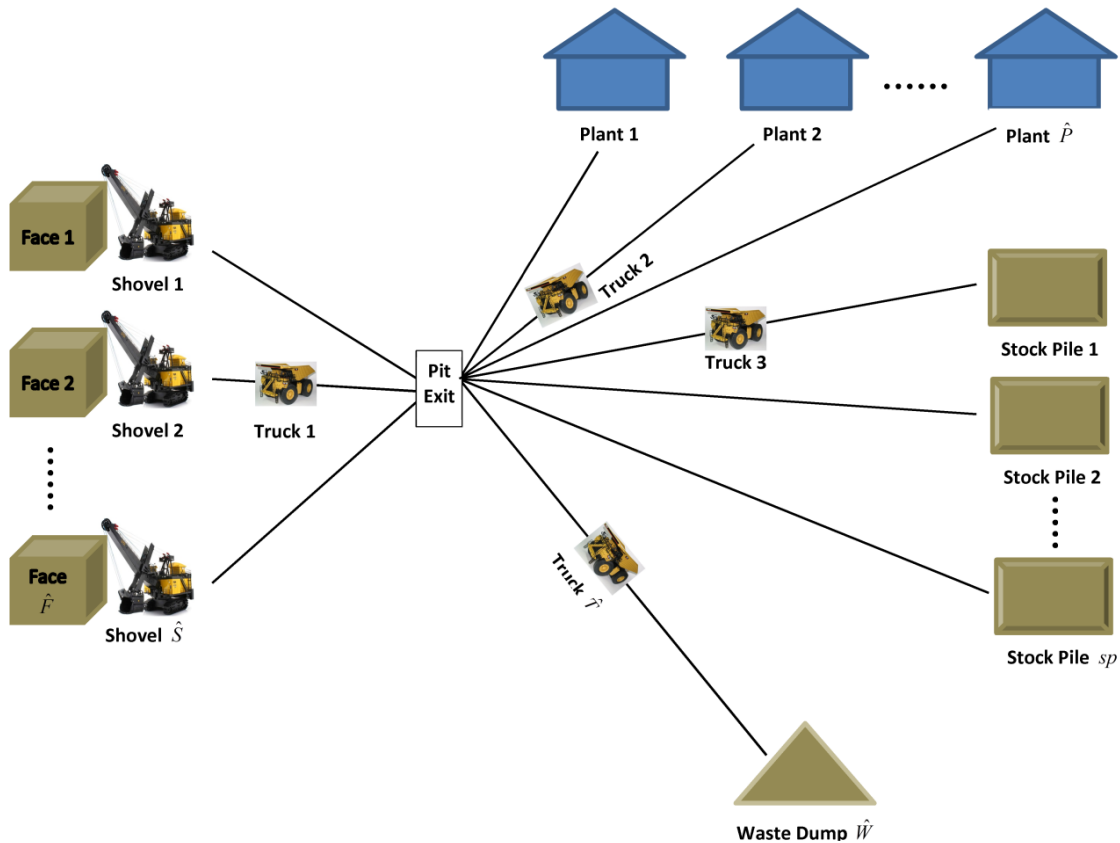 Plant 1
Plant 2
......
Plant P̂
Face 1
Shovel 1
Truck 2
Truck 3
Stock Pile 1
Face 2
Shovel 2
Truck 1
Pit
Exit
Stock Pile 2
Face
F̂
Shovel Ŝ
Truck T̂
Stock Pile sp
Waste Dump Ŵ